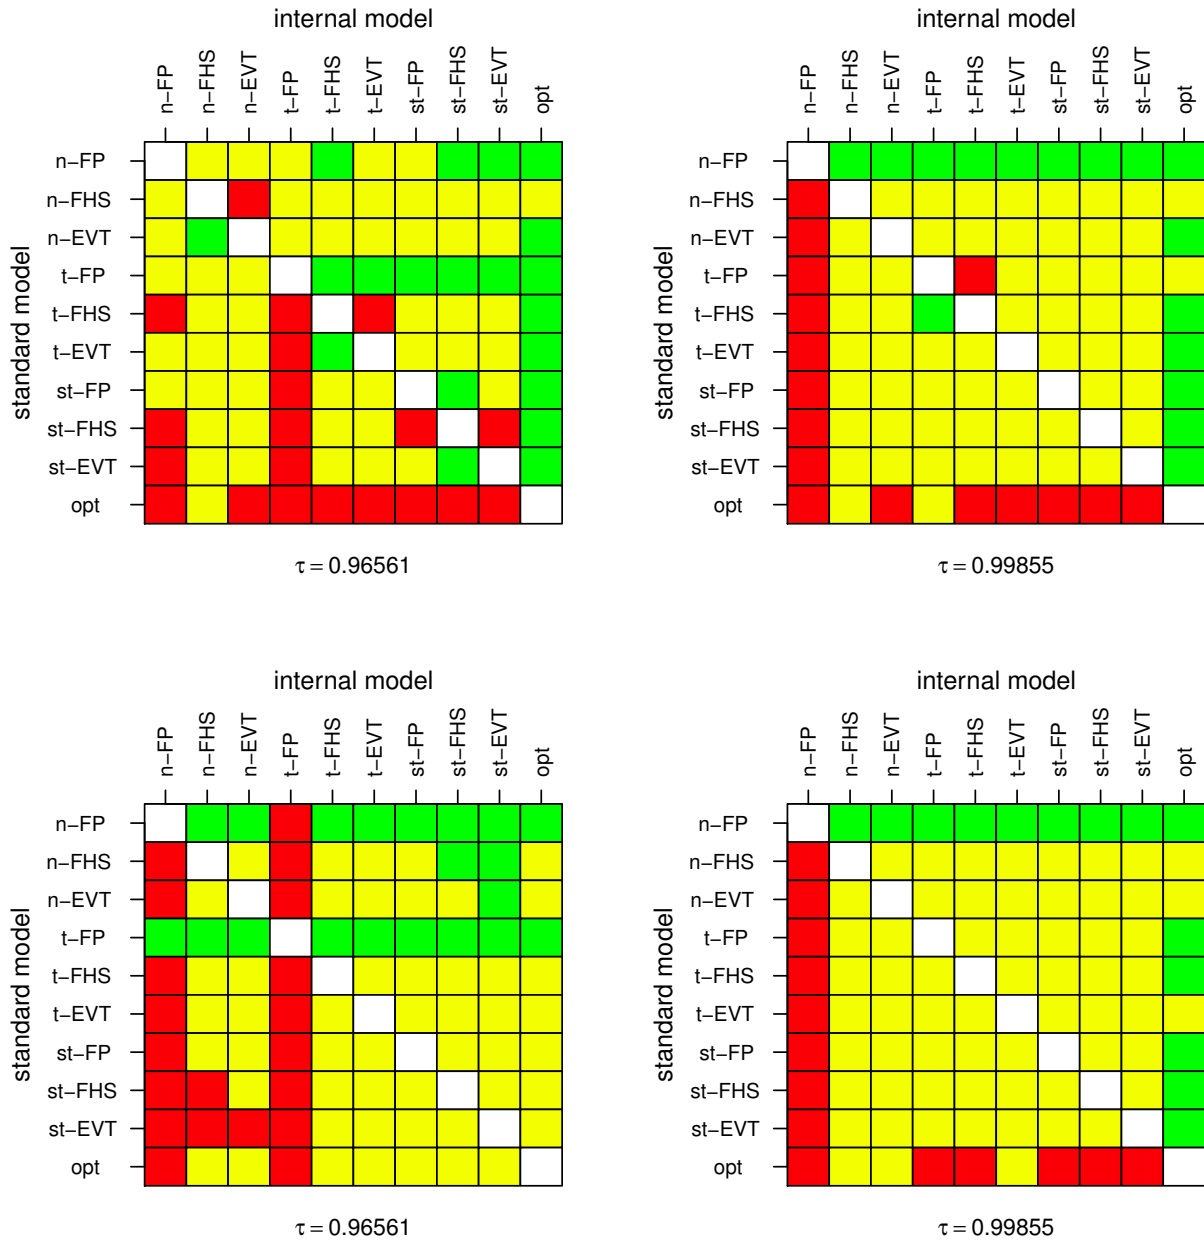 internal model
n−FP
n−FHS
n−EVT
t−FP
t−FHS
t−EVT
st−FP
st−FHS
st−EVT
opt
standard model
n−FP
n−FHS
n−EVT
t−FP
t−FHS
t−EVT
st−FP
st−FHS
st−EVT
opt
τ = 0.96561
internal model
n−FP
n−FHS
n−EVT
t−FP
t−FHS
t−EVT
st−FP
st−FHS
st−EVT
opt
standard model
n−FP
n−FHS
n−EVT
t−FP
t−FHS
t−EVT
st−FP
st−FHS
st−EVT
opt
τ = 0.99855
internal model
n−FP
n−FHS
n−EVT
t−FP
t−FHS
t−EVT
st−FP
st−FHS
st−EVT
opt
standard model
n−FP
n−FHS
n−EVT
t−FP
t−FHS
t−EVT
st−FP
st−FHS
st−EVT
opt
τ = 0.96561
internal model
n−FP
n−FHS
n−EVT
t−FP
t−FHS
t−EVT
st−FP
st−FHS
st−EVT
opt
standard model
n−FP
n−FHS
n−EVT
t−FP
t−FHS
t−EVT
st−FP
st−FHS
st−EVT
opt
τ = 0.99855